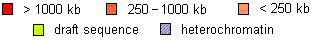 > 1000 kb 250-1000 kb < 250 kb
draft sequence heterochromatin